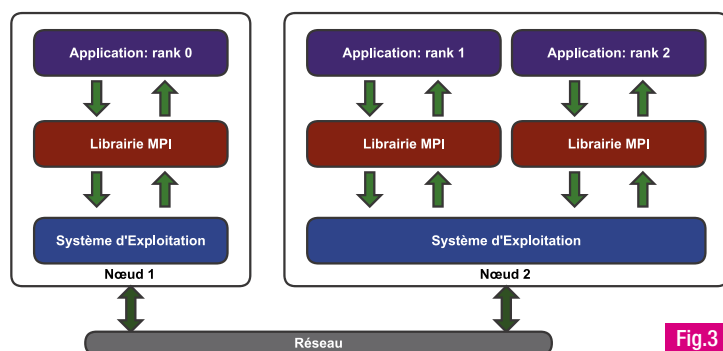 Application: rank 0
Application: rank 1
Application: rank 2
Librairie MPI
Librairie MPI
Librairie MPI
Système d'Exploitation
Système d'Exploitation
Nœud 1
Nœud 2
Réseau
Fig.3